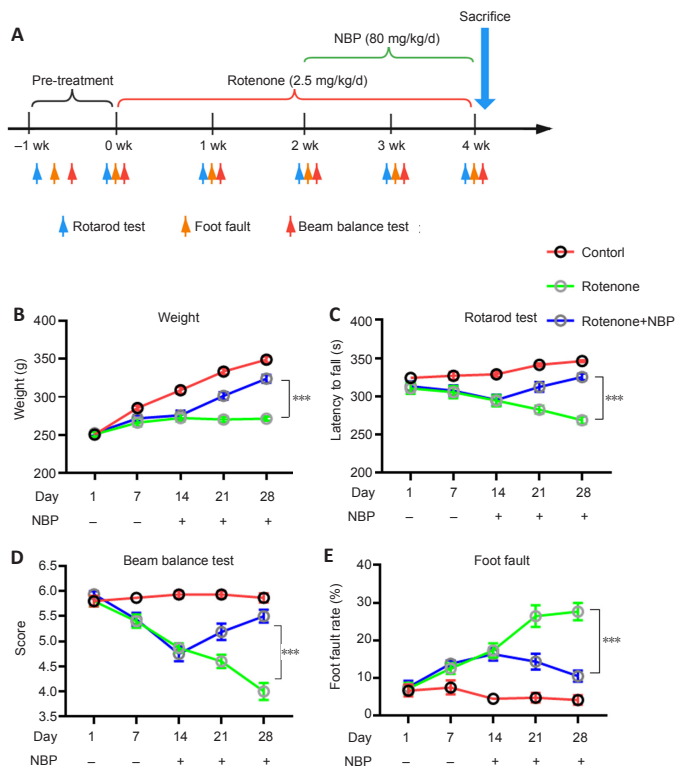 A
Sacrifice
NBP (80 mg/kg/d)
Pre-treatment
Rotenone (2.5 mg/kg/d)
–1 wk 0 wk 1 wk 2 wk 3 wk 4 wk
Rotarod test Foot fault Beam balance test :
Contorl
Rotenone
Rotenone+NBP
B Weight
Weight (g)
400
350
300
250
200
Day 1 7 14 21 28
NBP – – + + +
***
C Rotarod test
Latency to fall (s)
400
350
300
250
200
Day 1 7 14 21 28
NBP – – + + +
***
D Beam balance test
Score
6.5
6.0
5.5
5.0
4.5
4.0
3.5
Day 1 7 14 21 28
NBP – – + + +
***
E Foot fault
Foot fault rate (%)
40
30
20
10
0
Day 1 7 14 21 28
NBP – – + + +
***